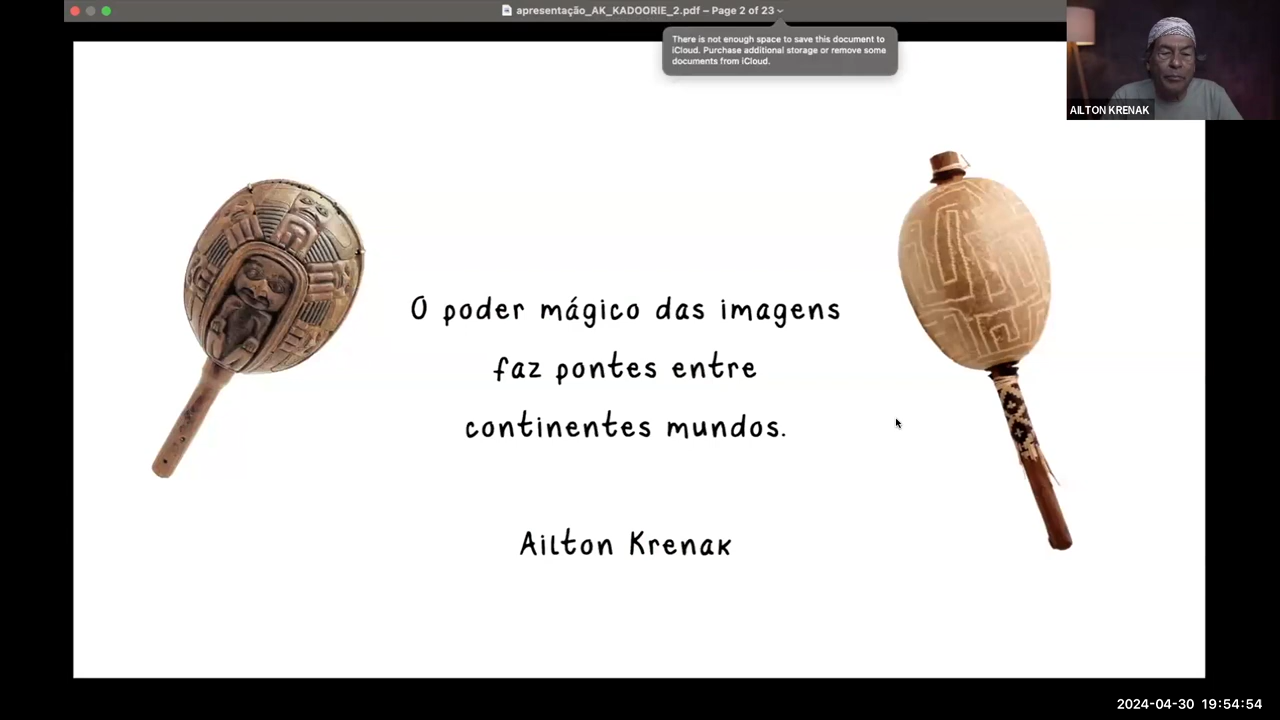 apresentação_AK_KADOORIE_2.pdf – Page 2 of 23
There is not enough space to save this document to
iCloud. Purchase additional storage or remove some
documents from iCloud.
AILTON KRENAK
O poder mágico das imagens
faz pontes entre
continentes mundos.
Ailton Krenak
2024-04-30 19:54:54